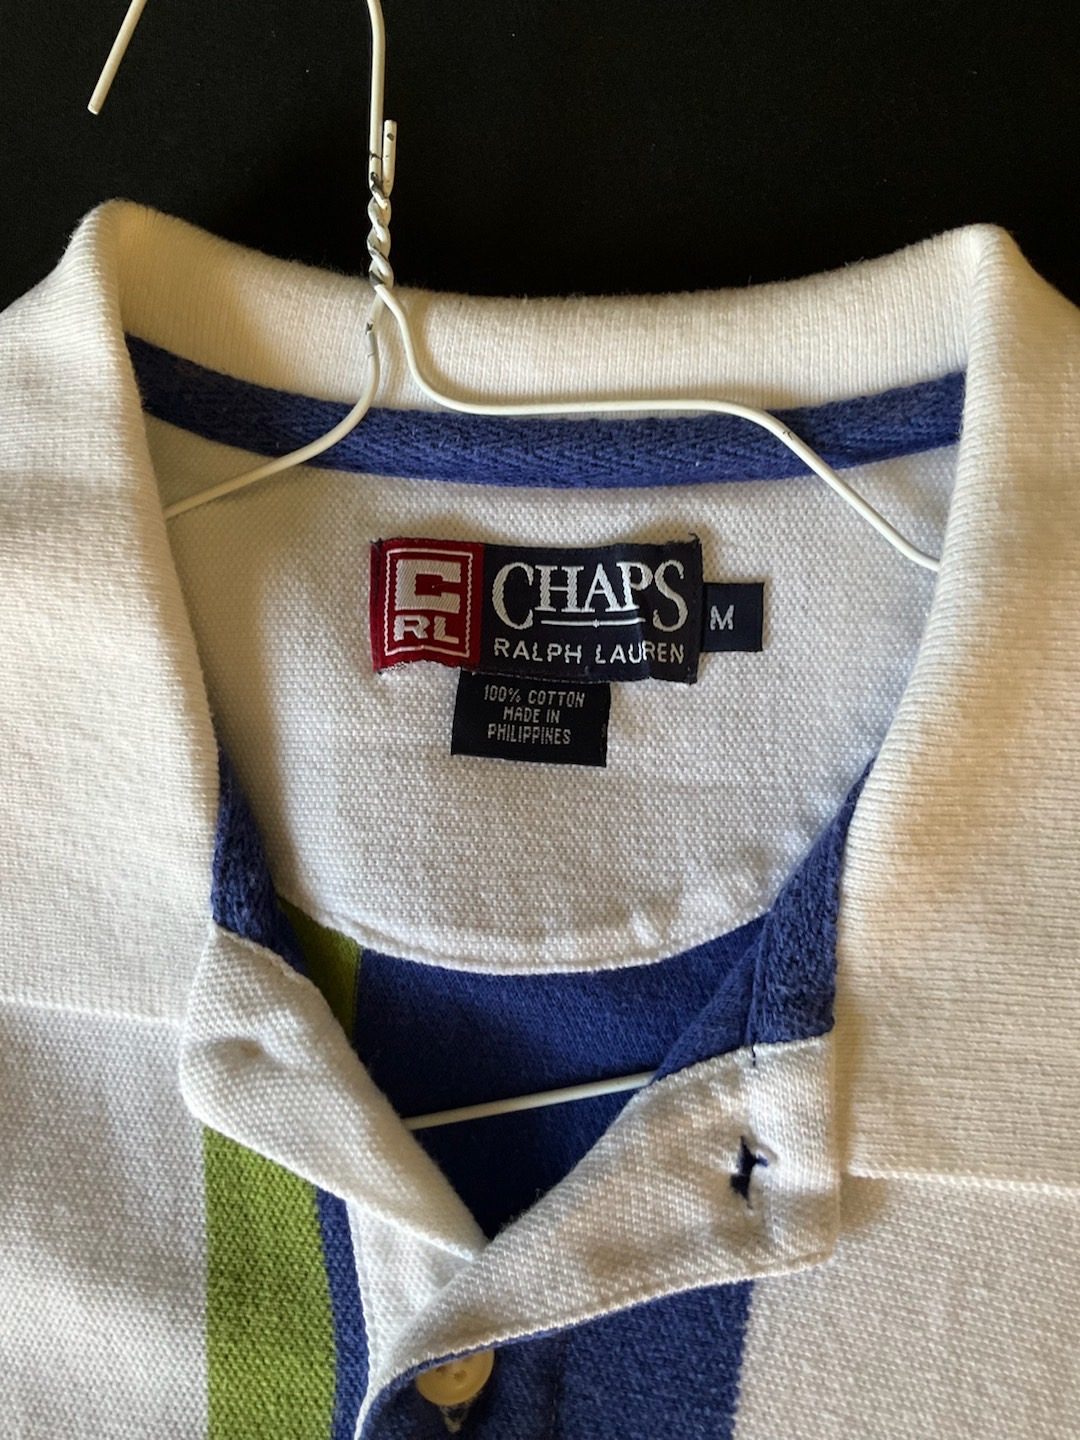 C
RL
CHAPS
RALPH LAUREN
M
100% COTTON
MADE IN
PHILIPPINES